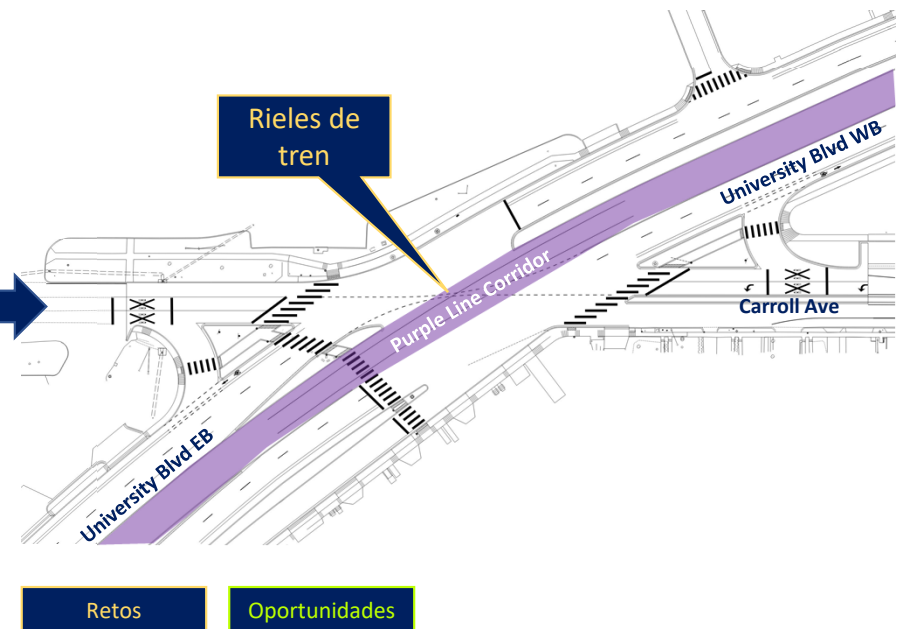 Rieles de
tren
University Blvd WB
Purple Line Corridor
Carroll Ave
University Blvd EB
Retos
Oportunidades